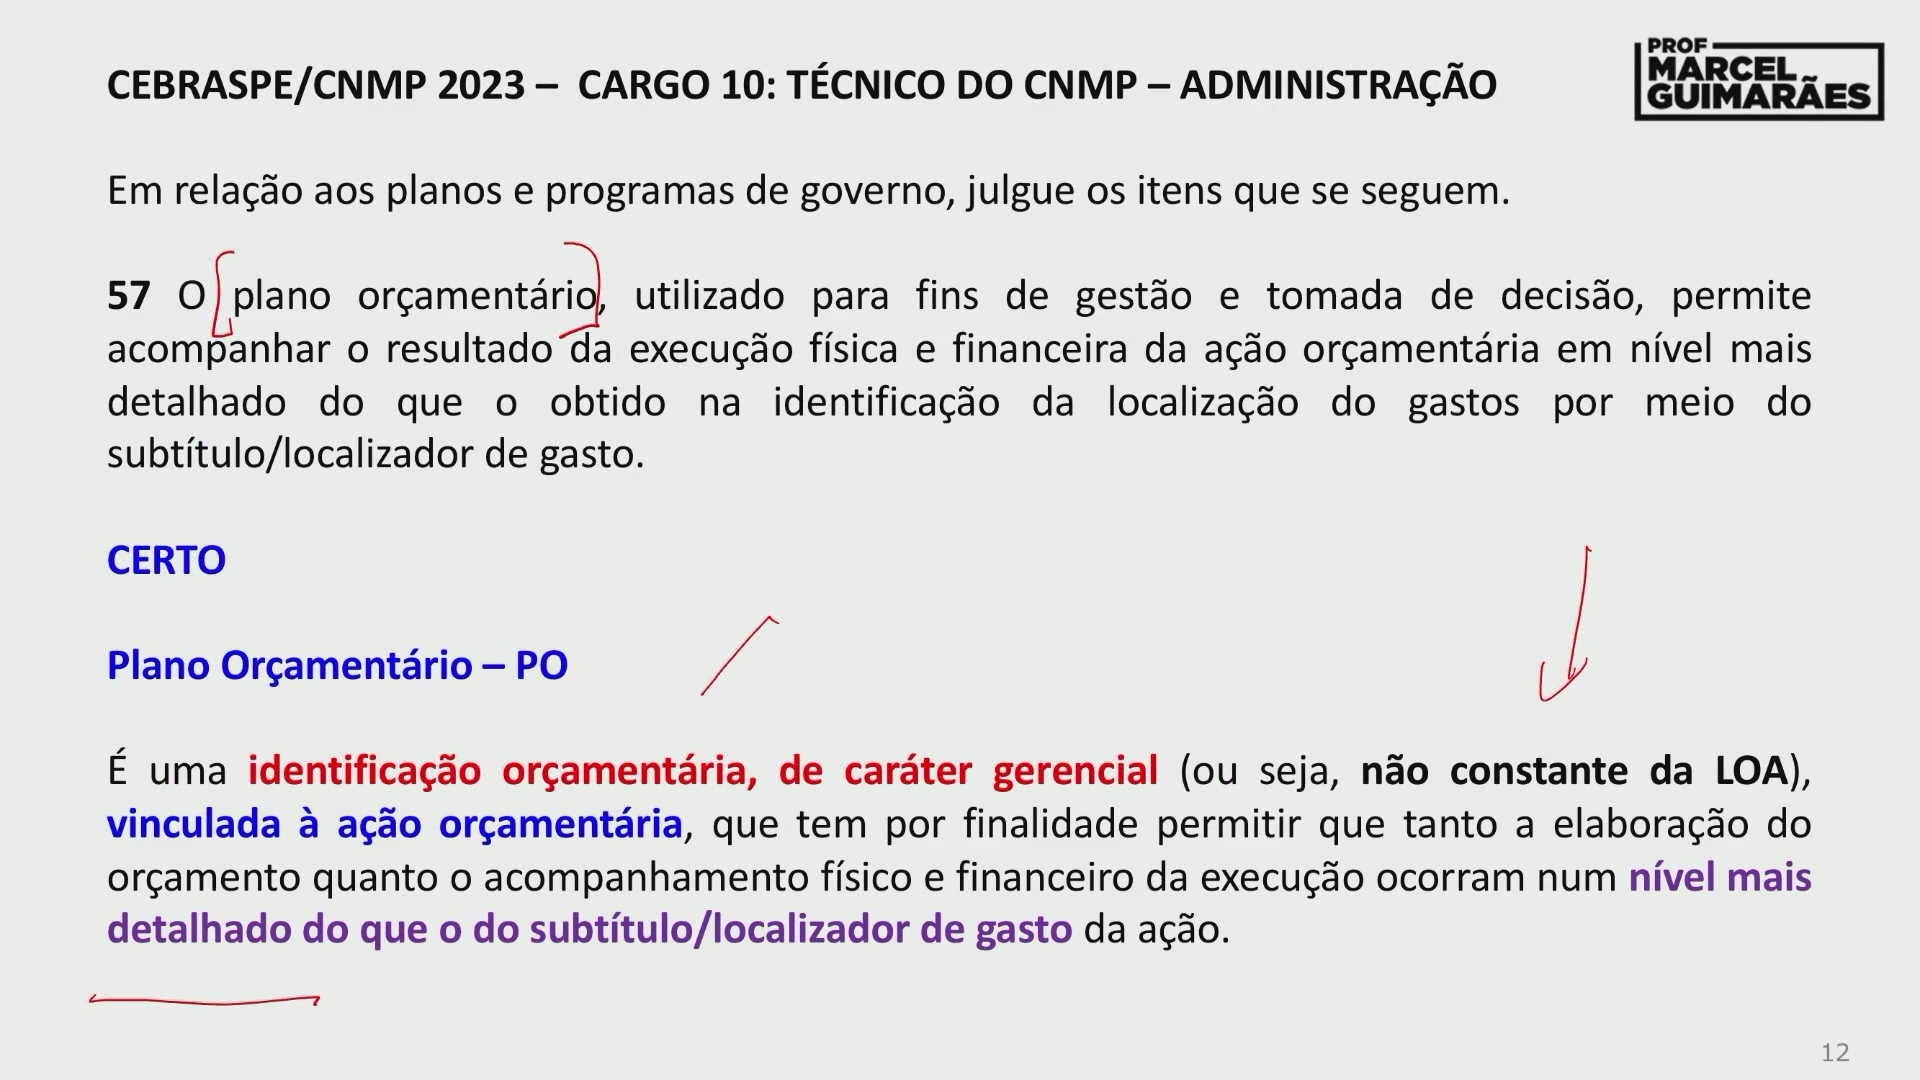 CEBRASPE/CNMP 2023 – CARGO 10: TÉCNICO DO CNMP – ADMINISTRAÇÃO
PROF
MARCEL
GUIMARÃES
Em relação aos planos e programas de governo, julgue os itens que se seguem.
57 O plano orçamentário, utilizado para fins de gestão e tomada de decisão, permite
acompanhar o resultado da execução física e financeira da ação orçamentária em nível mais
detalhado do que o obtido na identificação da localização do gastos por meio do
subtítulo/localizador de gasto.
CERTO
Plano Orçamentário – PO
É uma identificação orçamentária, de caráter gerencial (ou seja, não constante da LOA),
vinculada à ação orçamentária, que tem por finalidade permitir que tanto a elaboração do
orçamento quanto o acompanhamento físico e financeiro da execução ocorram num nível mais
detalhado do que o do subtítulo/localizador de gasto da ação.
12